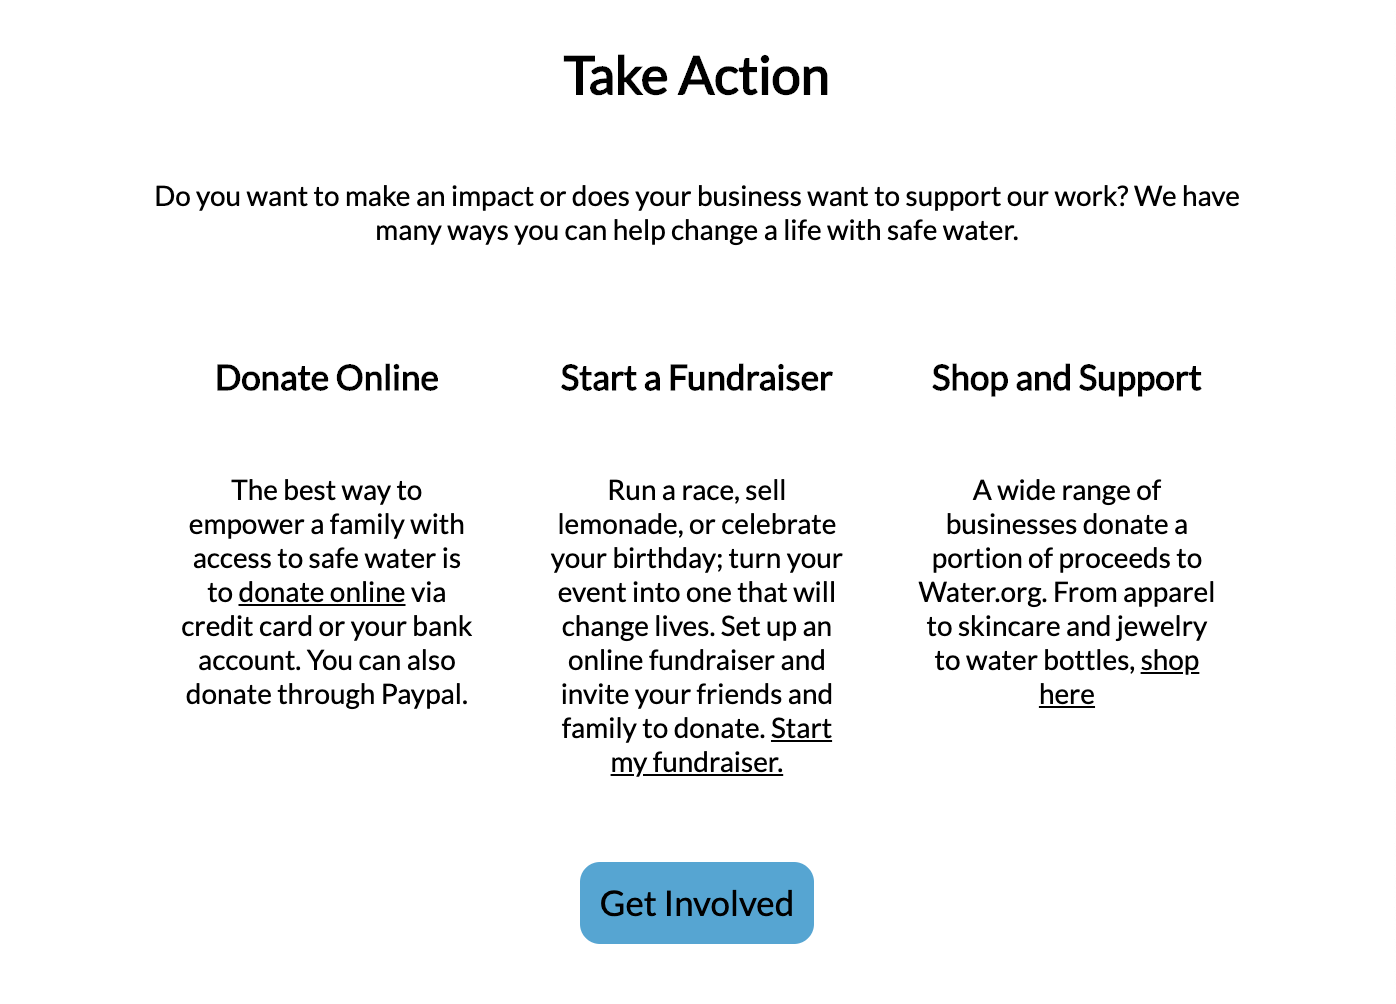 Take Action
Do you want to make an impact or does your business want to support our work? We have
many ways you can help change a life with safe water.
Donate Online
The best way to
empower a family with
access to safe water is
to donate online via
credit card or your bank
account. You can also
donate through Paypal.
Start a Fundraiser
Run a race, sell
lemonade, or celebrate
your birthday; turn your
event into one that will
change lives. Set up an
online fundraiser and
invite your friends and
family to donate. Start
my fundraiser.
Shop and Support
A wide range of
businesses donate a
portion of proceeds to
Water.org. From apparel
to skincare and jewelry
to water bottles, shop
here
Get Involved